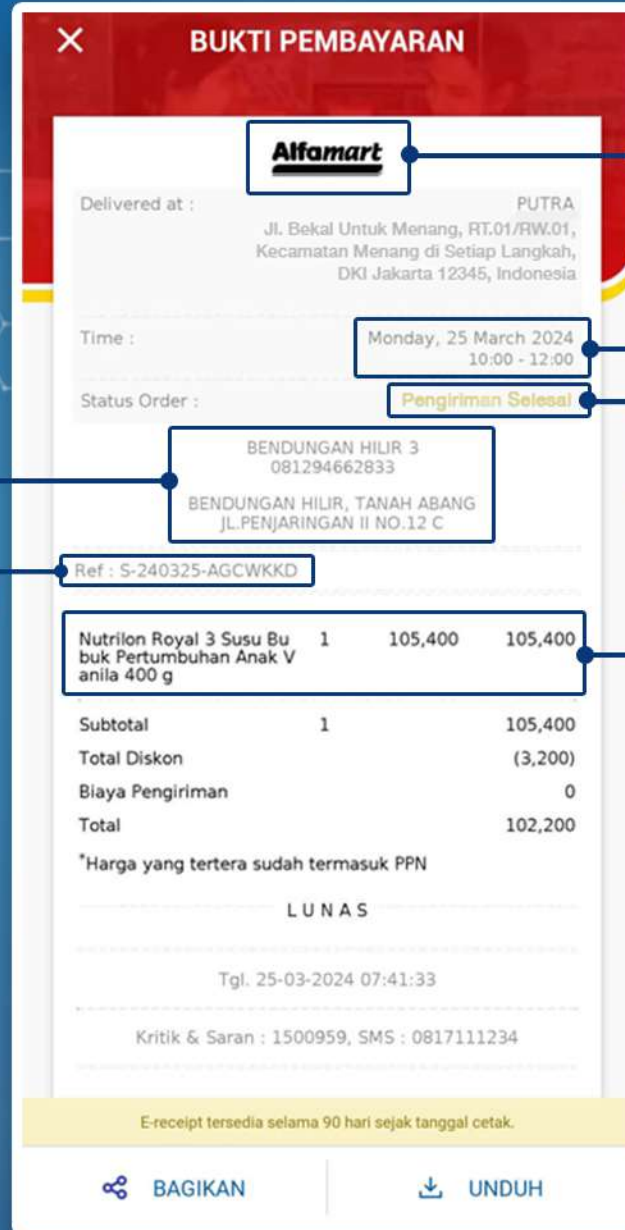 BUKTI PEMBAYARAN
Alfamart
Delivered at : PUTRA
Jl. Bekal Untuk Menang, RT.01/RW.01,
Kecamatan Menang di Setiap Langkah,
DKI Jakarta 12345, Indonesia
Time : Monday, 25 March 2024
10:00 - 12:00
Status Order : Pengiriman Selesai
BENDUNGAN HILIR 3
081294662833
BENDUNGAN HILIR, TANAH ABANG
JL.PENJARINGAN II NO.12 C
Ref : S-240325-AGCWKKD
Nutrilon Royal 3 Susu Bu 1 105,400 105,400
buk Pertumbuhan Anak V
anila 400 g
Subtotal 1 105,400
Total Diskon (3,200)
Biaya Pengiriman 0
Total 102,200
*Harga yang tertera sudah termasuk PPN
L U N A S
Tgl. 25-03-2024 07:41:33
Kritik & Saran : 1500959, SMS : 0817111234
E-receipt tersedia selama 90 hari sejak tanggal cetak.
BAGIKAN UNDUH